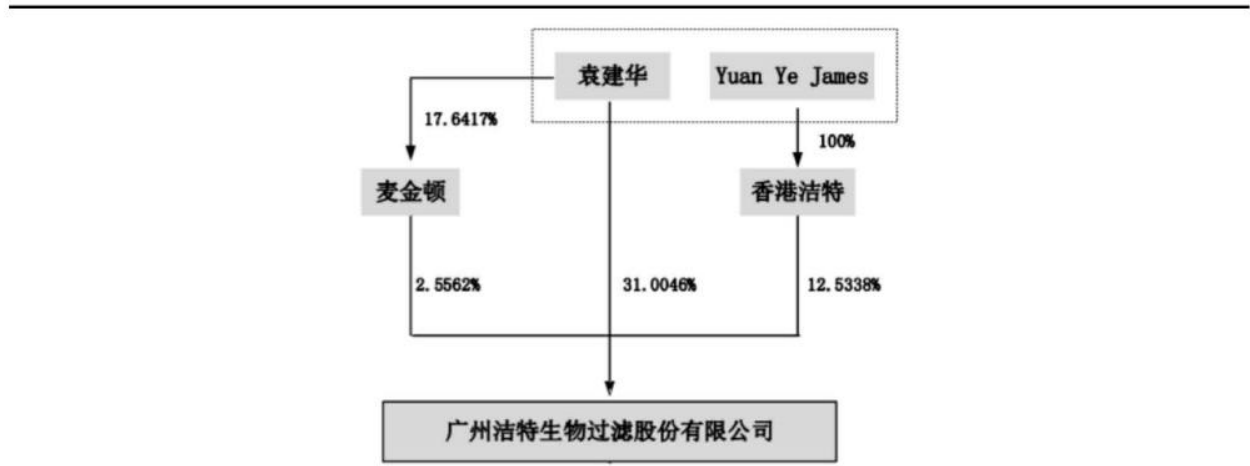 袁建华
Yuan Ye James
17.6417%
100%
麦金顿
香港洁特
2.5562%
31.0046%
12.5338%
广州洁特生物过滤股份有限公司